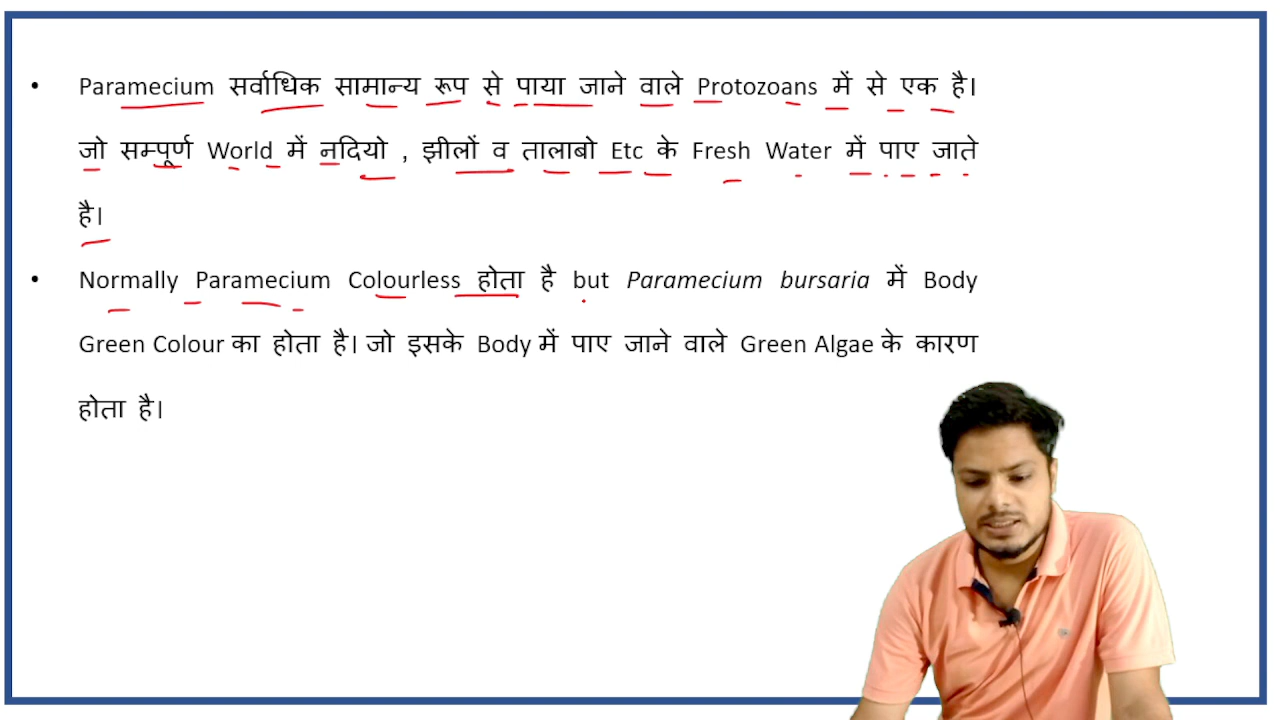 • Paramecium सर्वाधिक सामान्य रूप से पाया जाने वाले Protozoans में से एक है।
जो सम्पूर्ण World में नदियो , झीलों व तालाबो Etc के Fresh Water में पाए जाते
है।
• Normally Paramecium Colourless होता है but Paramecium bursaria में Body
Green Colour का होता है। जो इसके Body में पाए जाने वाले Green Algae के कारण
होता है।